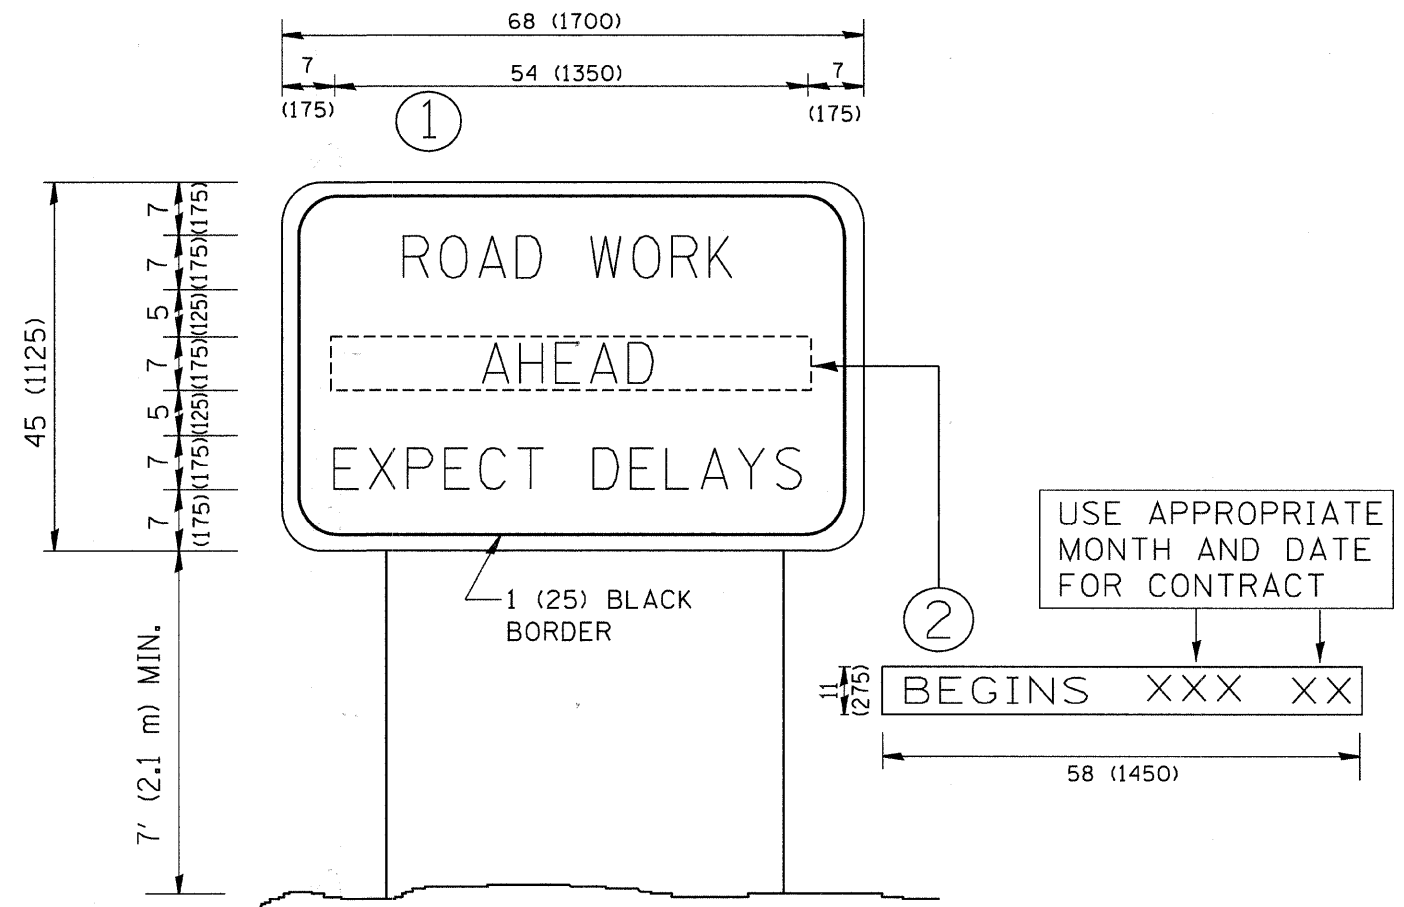 68 (1700)
7 54 (1350) 7
(175) (175)
1
45 (1125)
7 (175)
7 (175)
5 (125)
7 (175)
5 (125)
7 (175)
7 (175)
ROAD WORK
AHEAD
EXPECT DELAYS
1 (25) BLACK
BORDER
7' (2.1 m) MIN.
USE APPROPRIATE
MONTH AND DATE
FOR CONTRACT
2
11 (275)
BEGINS XXX XX
58 (1450)